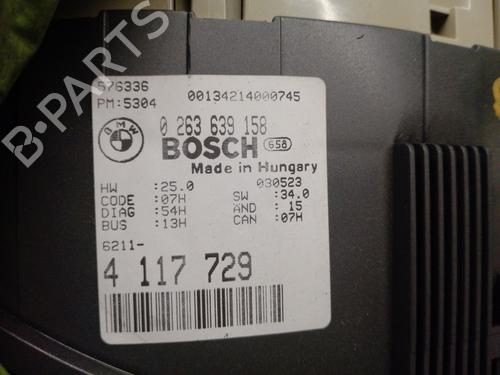 B-PARTS
676336
PM:5304 00134214000745
BMW 0 263 639 158
BOSCH 658
Made in Hungary
HW :25.0 030523
CODE :07H SW :34.0
DIAG :54H AND : 15
BUS :13H CAN :07H
6211-
4 117 729